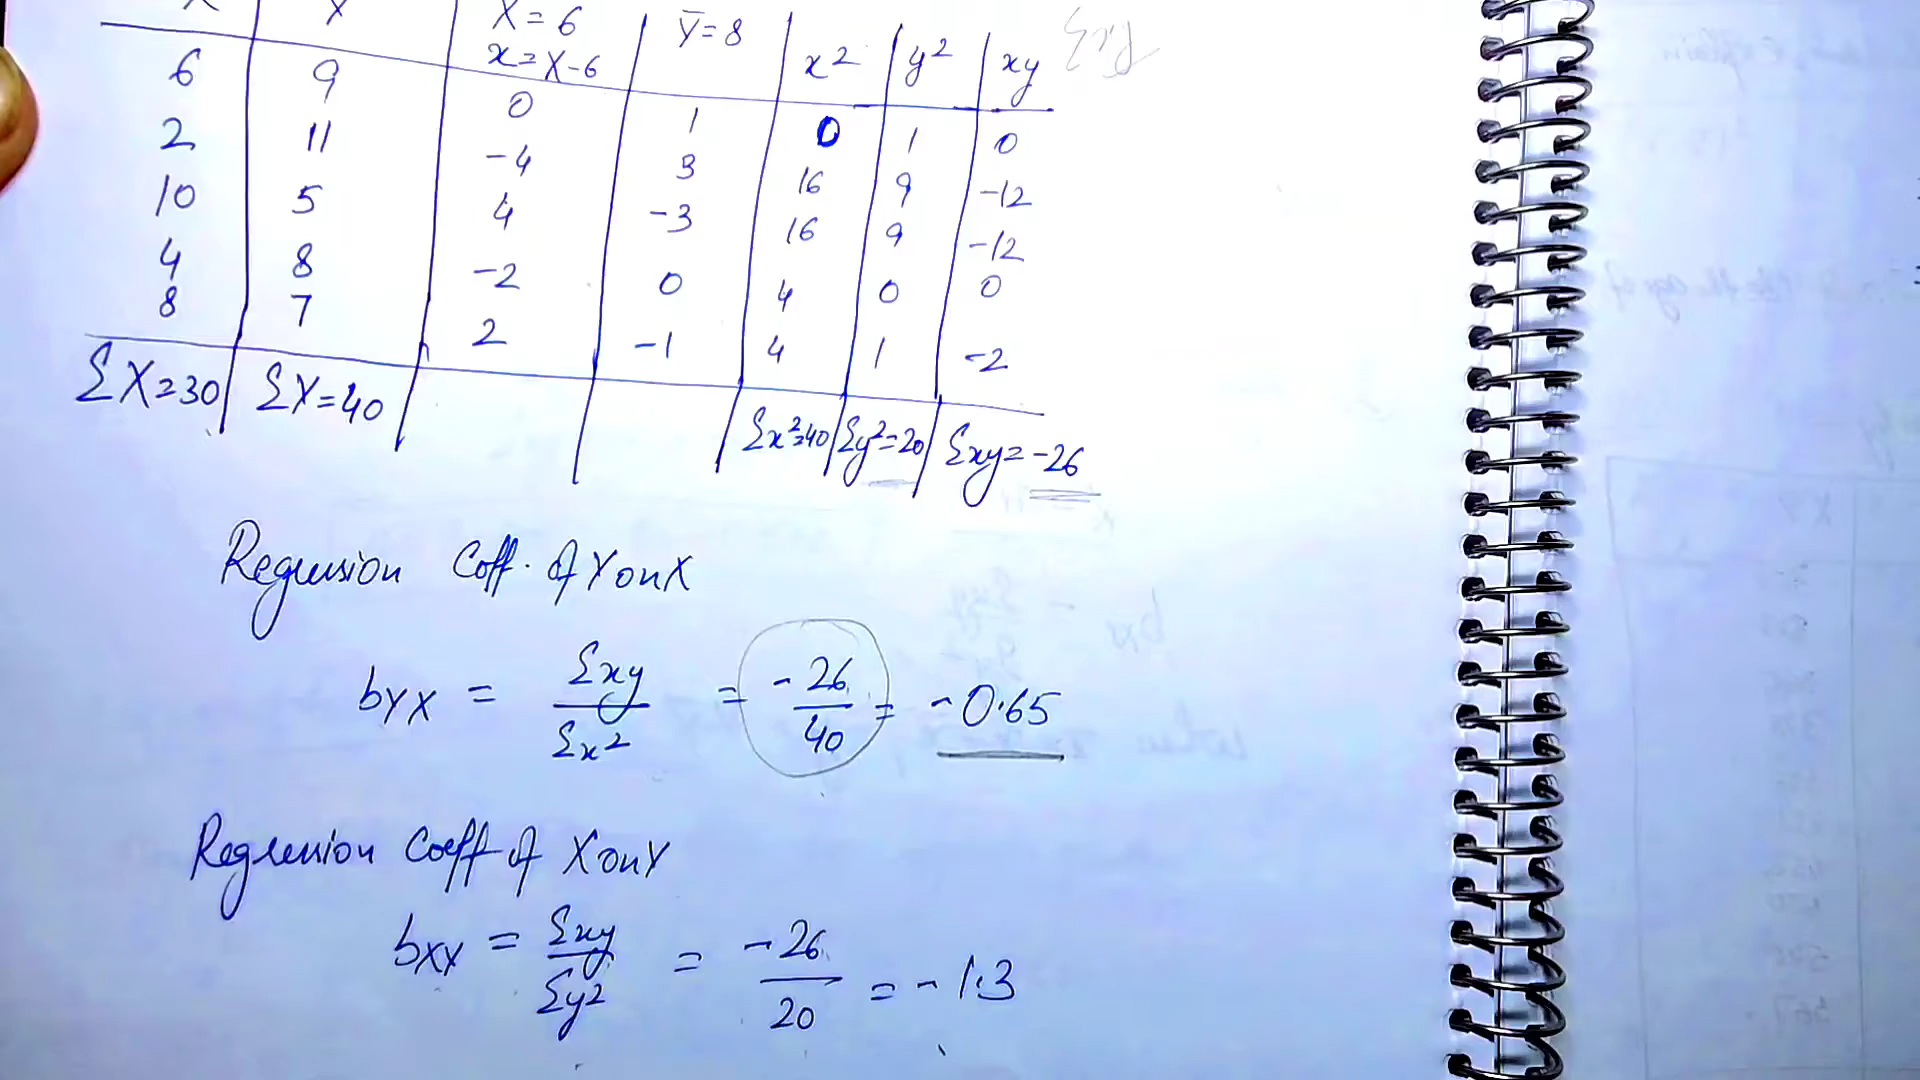 X̄ = 6 Ȳ = 8
x = X-6 x² y² xy Σxy
6 9 0 1 0 1 0
2 11 -4 3 16 9 -12
10 5 4 -3 16 9 -12
4 8 -2 0 4 0 0
8 7 2 -1 4 1 -2
ΣX=30 ΣY=40 Σx²=40 Σy²=20 Σxy= -26
Regression Coff. of Y on X
bYX = Σxy/Σx² = -26/40 = -0.65
Regression Coeff of X on Y
bXY = Σxy/Σy² = -26/20 = -1.3